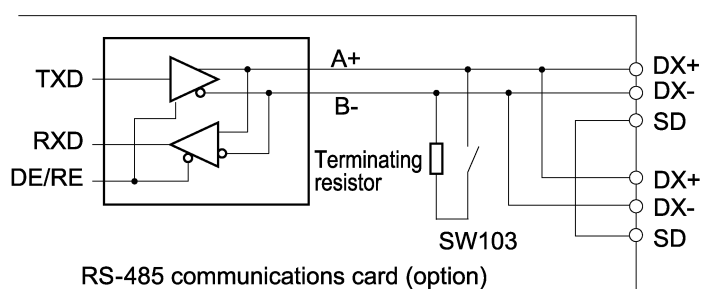 A+
DX+
TXD
B-
DX-
SD
RXD
Terminating
resistor
DE/RE
DX+
DX-
SW103
SD
RS-485 communications card (option)